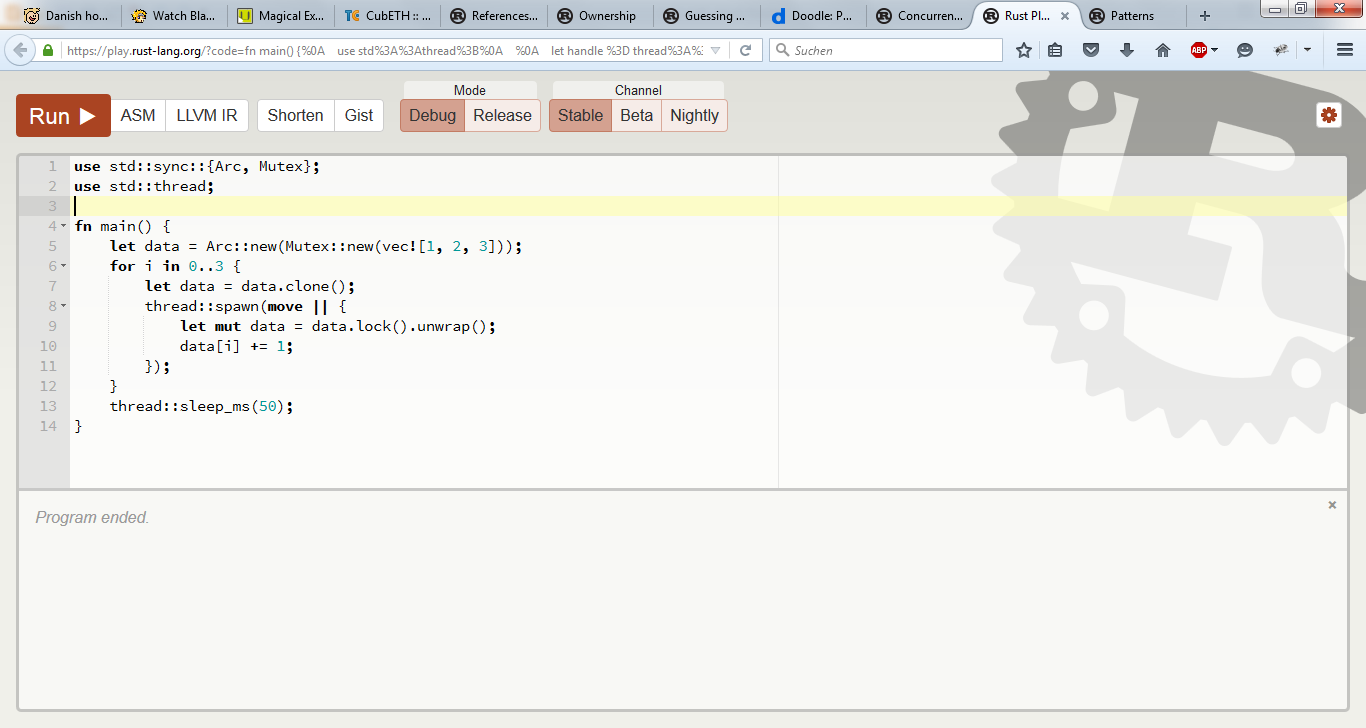 Danish ho... Watch Bla... Magical Ex... CubETH :: ... References... Ownership Guessing ... Doodle: P... Concurren... Rust Pl... Patterns
https://play.rust-lang.org/?code=fn main() {%0A    use std%3A%3Athread%3B%0A    %0A    let handle %3D thread%3A%: Suchen ABP
Mode Channel
Run ASM LLVM IR Shorten Gist Debug Release Stable Beta Nightly
1 use std::sync::{Arc, Mutex};
2 use std::thread;
3
4 fn main() {
5     let data = Arc::new(Mutex::new(vec![1, 2, 3]));
6     for i in 0..3 {
7         let data = data.clone();
8         thread::spawn(move || {
9             let mut data = data.lock().unwrap();
10             data[i] += 1;
11         });
12     }
13     thread::sleep_ms(50);
14 }
Program ended.